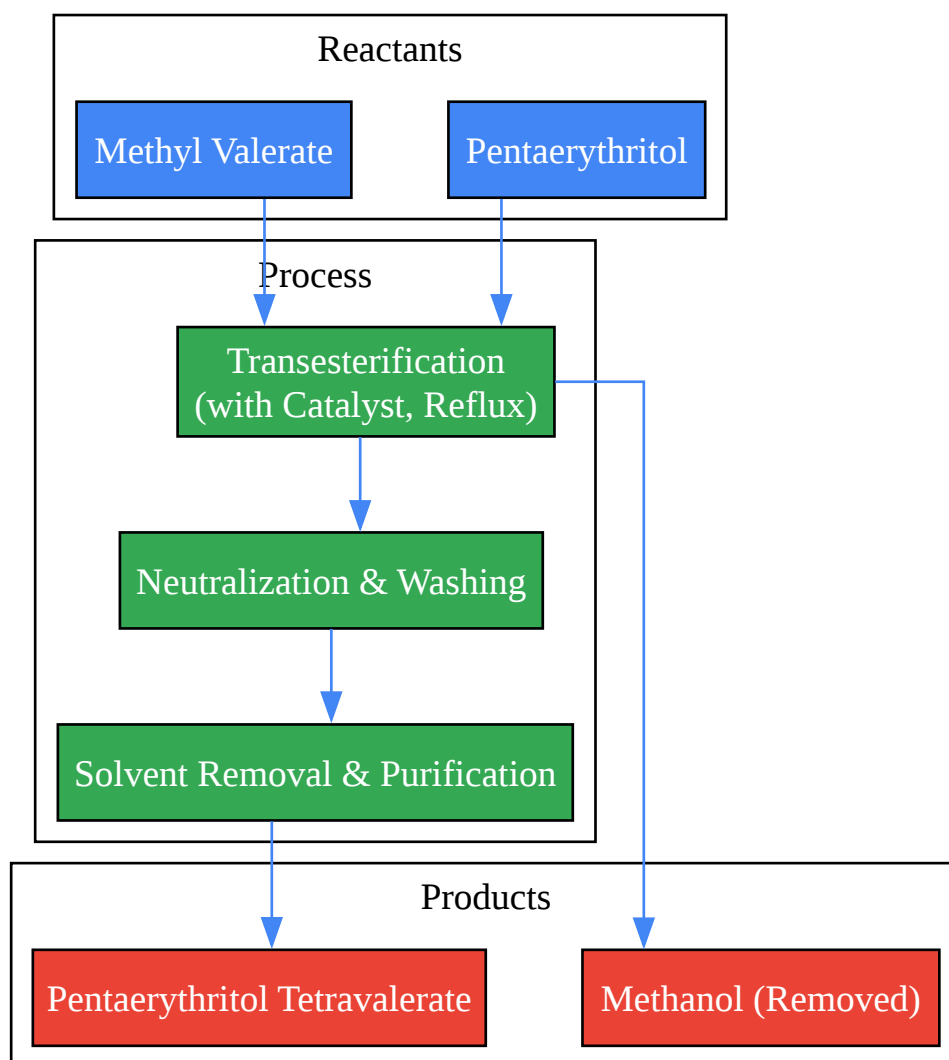 Reactants
Methyl Valerate
Pentaerythritol
Process
Transesterification
(with Catalyst, Reflux)
Neutralization & Washing
Solvent Removal & Purification
Products
Pentaerythritol Tetravalerate
Methanol (Removed)